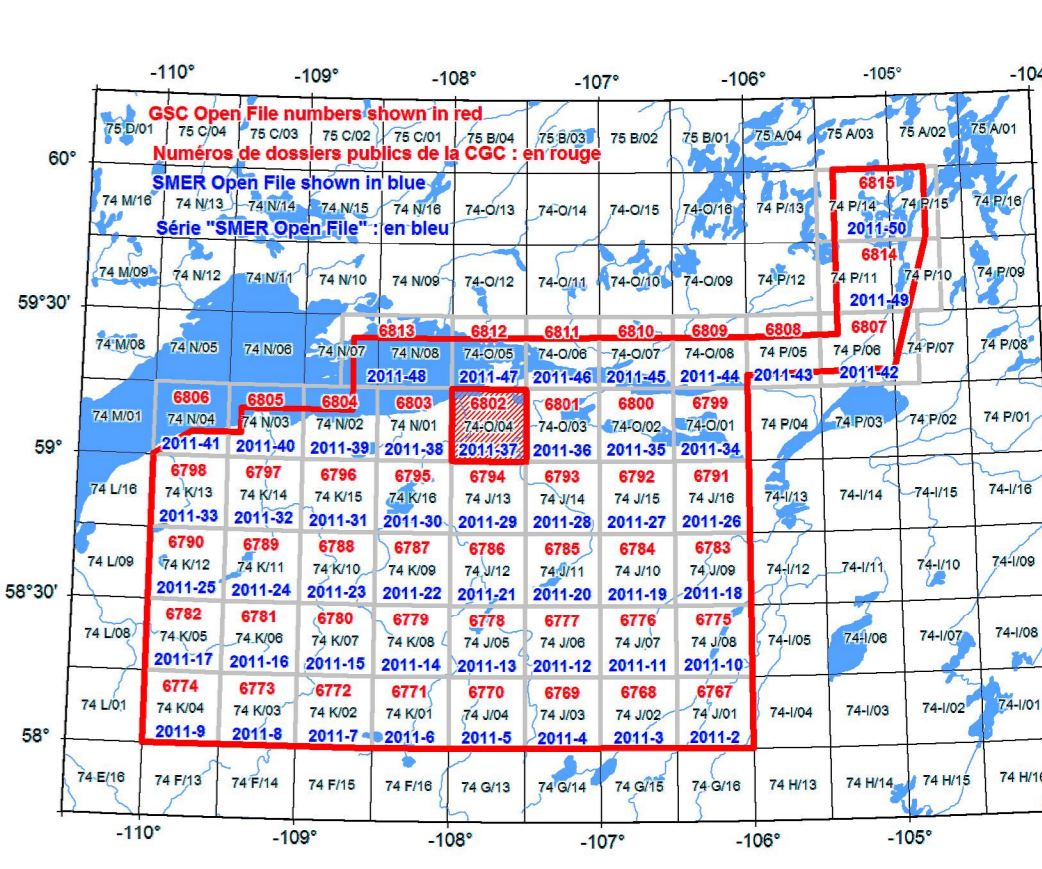 -110° -109° -108° -107° -106° -105° -104
GSC Open File numbers shown in red
75 D/01 75 C/04 75 C/03 75 C/02 75 C/01 75 B/04 75 B/03 75 B/02 75 B/01 75 A/04 75 A/03 75 A/02 75 A/01
Numéros de dossiers publics de la CGC : en rouge
60°
SMER Open File shown in blue
6815
74 M/16 74 N/13 74 N/14 74 N/15 74 N/16 74-O/13 74-O/14 74-O/15 74-O/16 74 P/13 74 P/14 74 P/15 74 P/16
Série "SMER Open File" : en bleu
2011-50
6814
74 M/09 74 N/12 74 N/11 74 N/10 74 N/09 74-O/12 74-O/11 74-O/10 74-O/09 74 P/12 74 P/11 74 P/10 74 P/09
59°30'
2011-49
6813 6812 6811 6810 6809 6808 6807
74 M/08 74 N/05 74 N/06 74 N/07 74 N/08 74-O/05 74-O/06 74-O/07 74-O/08 74 P/05 74 P/06 74 P/07 74 P/08
2011-48 2011-47 2011-46 2011-45 2011-44 2011-43 2011-42
6806 6805 6804 6803 6802 6801 6800 6799
74 M/01 74 N/04 74 N/03 74 N/02 74 N/01 74-O/04 74-O/03 74-O/02 74-O/01 74 P/04 74 P/03 74 P/02 74 P/01
59°
2011-41 2011-40 2011-39 2011-38 2011-37 2011-36 2011-35 2011-34
6798 6797 6796 6795 6794 6793 6792 6791
74 L/16 74 K/13 74 K/14 74 K/15 74 K/16 74 J/13 74 J/14 74 J/15 74 J/16 74-I/13 74-I/14 74-I/15 74-I/16
2011-33 2011-32 2011-31 2011-30 2011-29 2011-28 2011-27 2011-26
6790 6789 6788 6787 6786 6785 6784 6783
74 L/09 74 K/12 74 K/11 74 K/10 74 K/09 74 J/12 74 J/11 74 J/10 74 J/09 74-I/12 74-I/11 74-I/10 74-I/09
58°30'
2011-25 2011-24 2011-23 2011-22 2011-21 2011-20 2011-19 2011-18
6782 6781 6780 6779 6778 6777 6776 6775
74 L/08 74 K/05 74 K/06 74 K/07 74 K/08 74 J/05 74 J/06 74 J/07 74 J/08 74-I/05 74-I/06 74-I/07 74-I/08
2011-17 2011-16 2011-15 2011-14 2011-13 2011-12 2011-11 2011-10
6774 6773 6772 6771 6770 6769 6768 6767
74 L/01 74 K/04 74 K/03 74 K/02 74 K/01 74 J/04 74 J/03 74 J/02 74 J/01 74-I/04 74-I/03 74-I/02 74-I/01
58°
2011-9 2011-8 2011-7 2011-6 2011-5 2011-4 2011-3 2011-2
74 E/16 74 F/13 74 F/14 74 F/15 74 F/16 74 G/13 74 G/14 74 G/15 74 G/16 74 H/13 74 H/14 74 H/15 74 H/16
-110° -109° -108° -107° -106° -105°